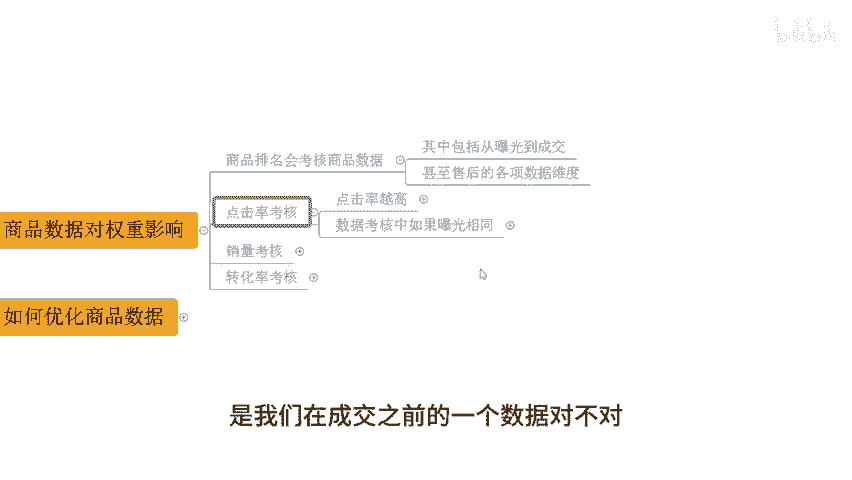 其中包括从曝光到成交
商品排名会考核商品数据
甚至售后的各项数据维度
点击率越高
点击率考核
数据考核中如果曝光相同
商品数据对权重影响
销量考核
转化率考核
如何优化商品数据
是我们在成交之前的一个数据对不对